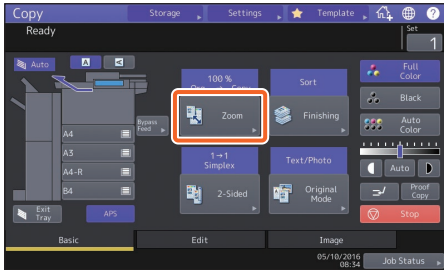 Copy
Storage
Settings
Template
?
Ready
Set
1
Auto
A
A
100 %
Org. → Copy
Sort
Full
Color
Zoom
Finishing
Black
Bypass
Feed
Auto
Color
A4
A3
A4-R
B4
1→1
Simplex
Text/Photo
Auto
2-Sided
Original
Mode
Proof
Copy
Exit
Tray
APS
Stop
Basic
Edit
Image
05/10/2016
08:34
Job Status